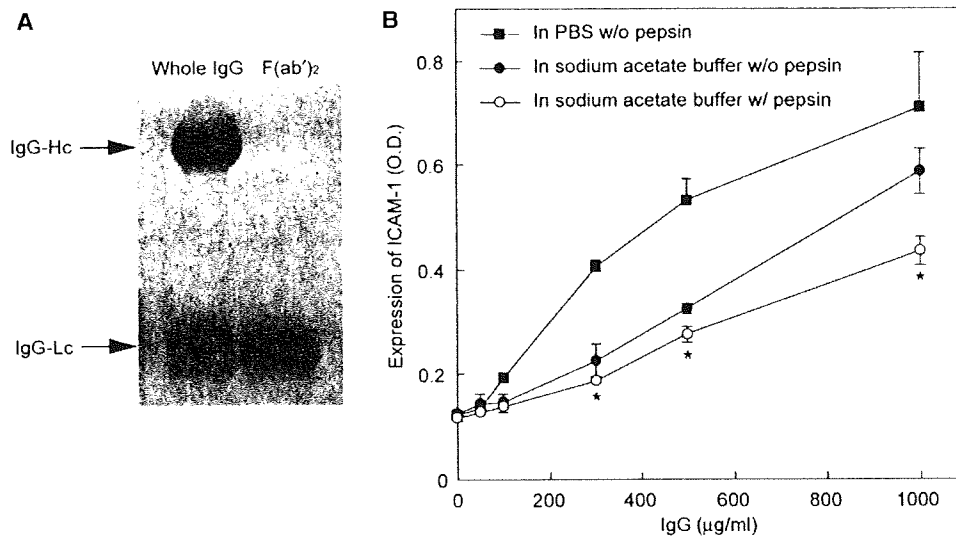 A
Whole IgG F(ab')₂
IgG-Hc
IgG-Lc
B
In PBS w/o pepsin
In sodium acetate buffer w/o pepsin
In sodium acetate buffer w/ pepsin
Expression of ICAM-1 (O.D.)
0.8
0.6
0.4
0.2
0
0 200 400 600 800 1000
IgG (μg/ml)
★
★
★